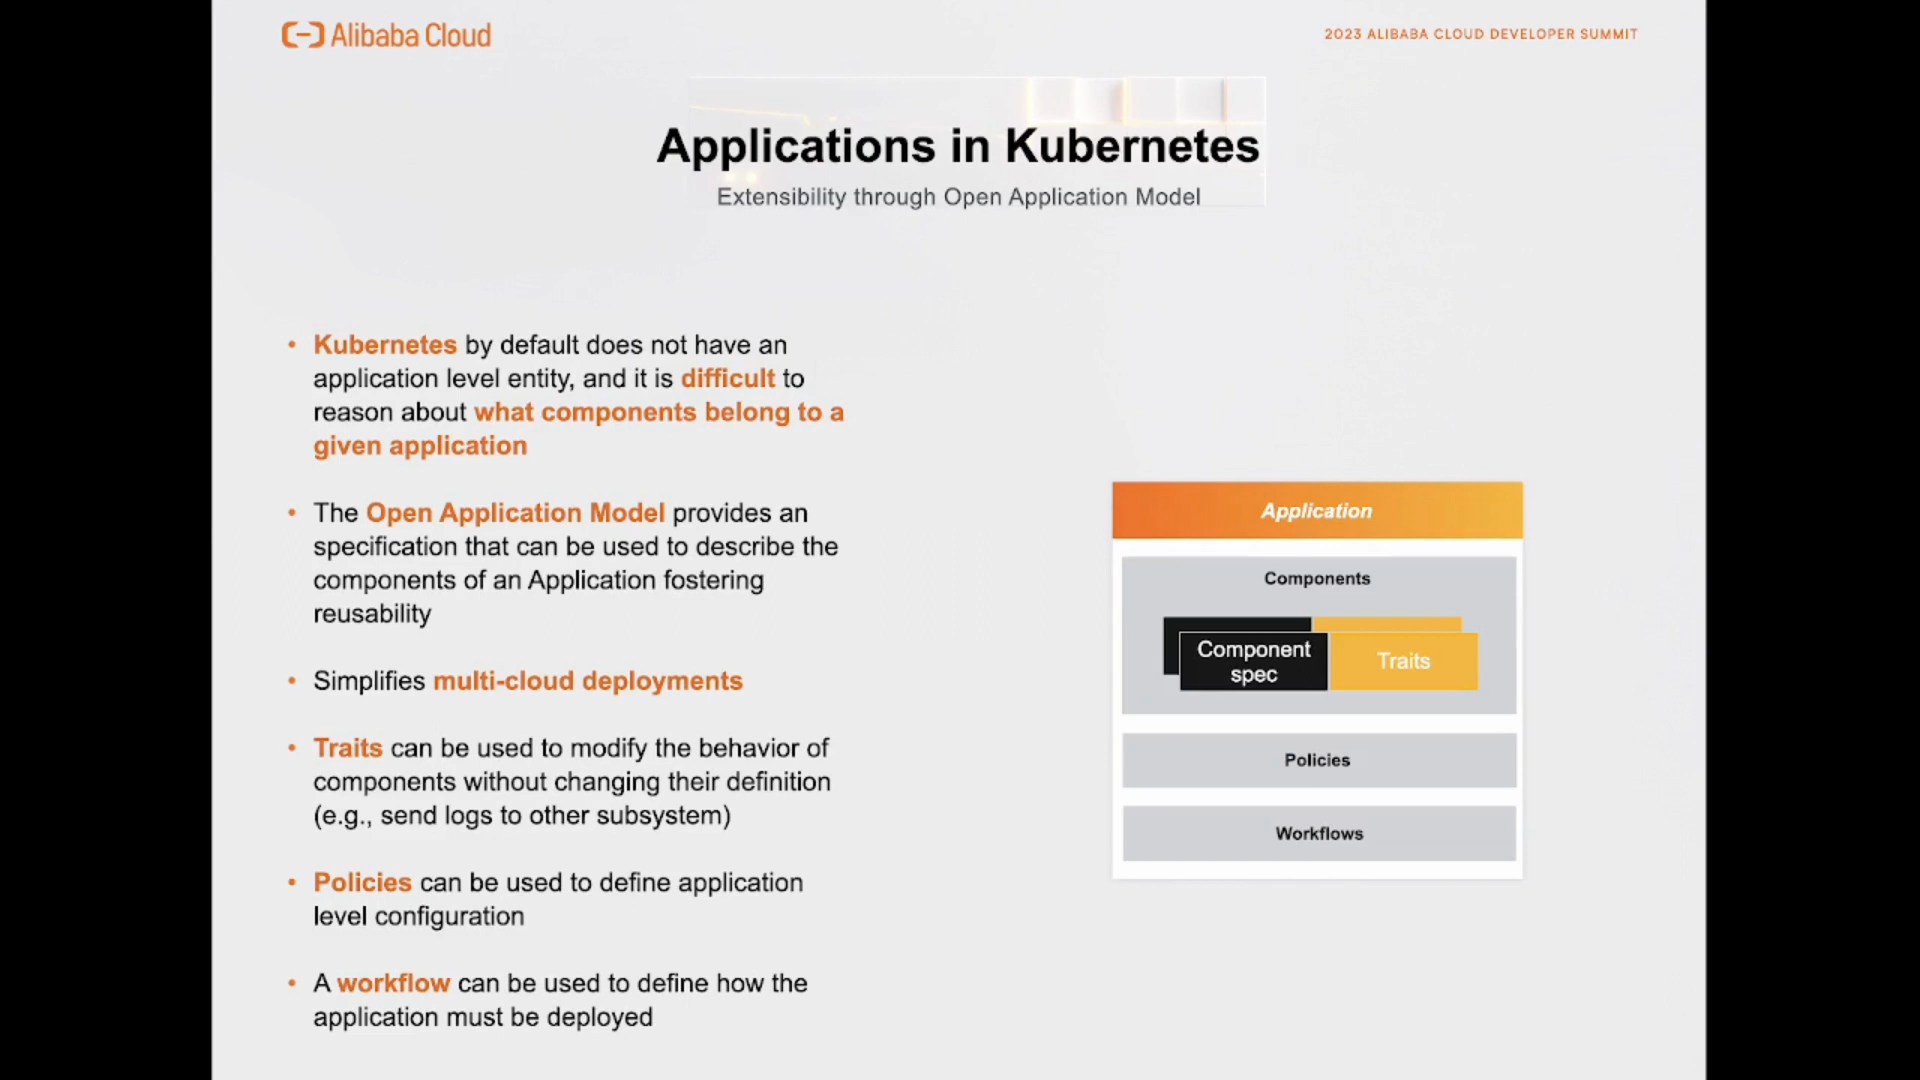 Alibaba Cloud
2023 ALIBABA CLOUD DEVELOPER SUMMIT
Applications in Kubernetes
Extensibility through Open Application Model
• Kubernetes by default does not have an
application level entity, and it is difficult to
reason about what components belong to a
given application
• The Open Application Model provides an
specification that can be used to describe the
components of an Application fostering
reusability
• Simplifies multi-cloud deployments
• Traits can be used to modify the behavior of
components without changing their definition
(e.g., send logs to other subsystem)
• Policies can be used to define application
level configuration
• A workflow can be used to define how the
application must be deployed
Application
Components
Component
spec
Traits
Policies
Workflows